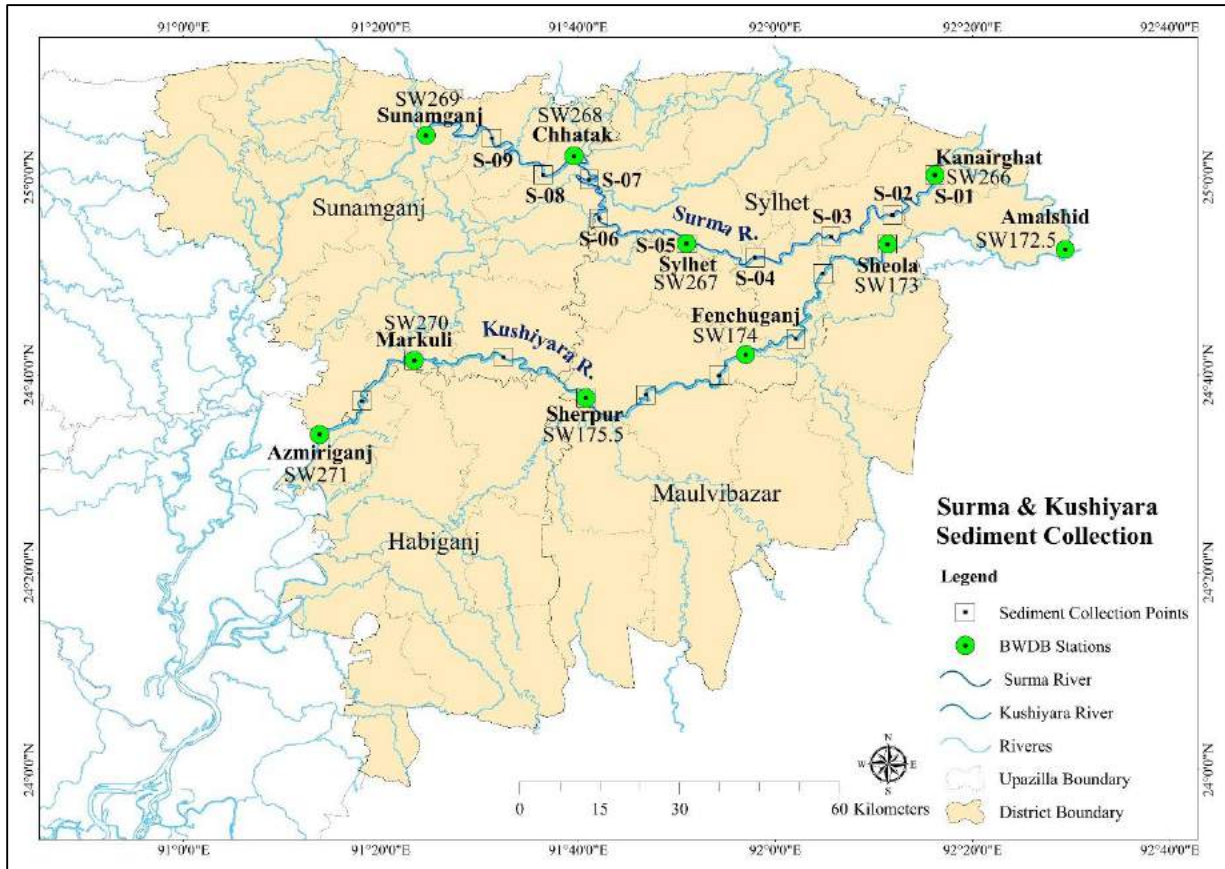 91°0'0"E
91°20'0"E
91°40'0"E
92°0'0"E
92°20'0"E
92°40'0"E
25°0'0"N
24°40'0"N
24°20'0"N
24°0'0"N
25°0'0"N
24°40'0"N
24°20'0"N
24°0'0"N
SW269
Sunamganj
SW268
Chhatak
S-09
S-08
S-07
S-06
Sunamganj
Sylhet
Surma R.
S-05
Sylhet
SW267
S-04
S-03
S-02
Kanairghat
SW266
S-01
Amalshid
SW172.5
Sheola
SW173
Fenchuganj
SW174
SW270
Markuli
Kushiyara R.
Sherpur
SW175.5
Azmiriganj
SW271
Maulvibazar
Habiganj
Surma & Kushiyara
Sediment Collection
Legend
Sediment Collection Points
BWDB Stations
Surma River
Kushiyara River
Riveres
Upazilla Boundary
District Boundary
N
W
E
S
0 15 30 60 Kilometers
91°0'0"E
91°20'0"E
91°40'0"E
92°0'0"E
92°20'0"E
92°40'0"E